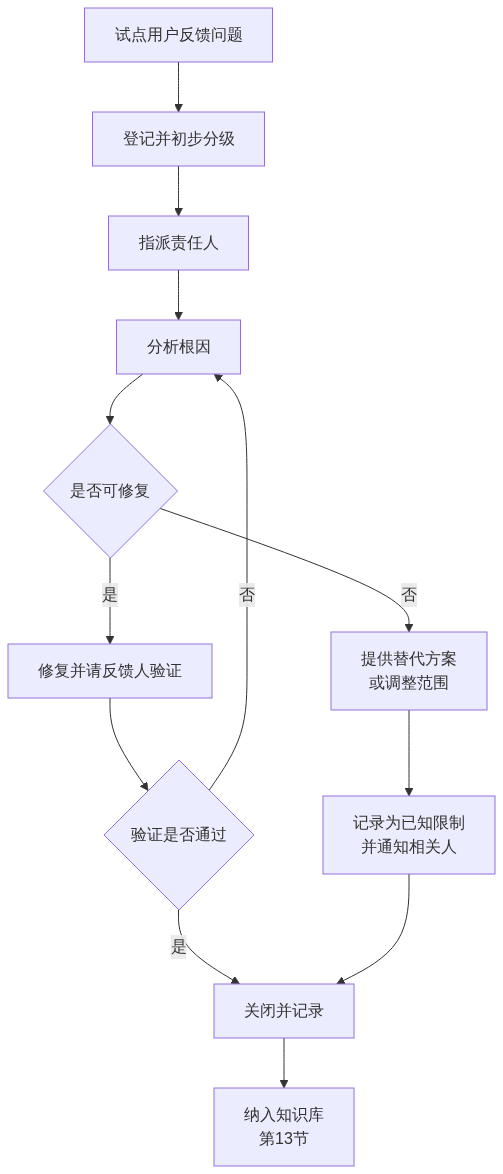 试点用户反馈问题
登记并初步分级
指派责任人
分析根因
是否可修复
是
否
否
修复并请反馈人验证
提供替代方案
或调整范围
验证是否通过
记录为已知限制
并通知相关人
是
关闭并记录
纳入知识库
第13节